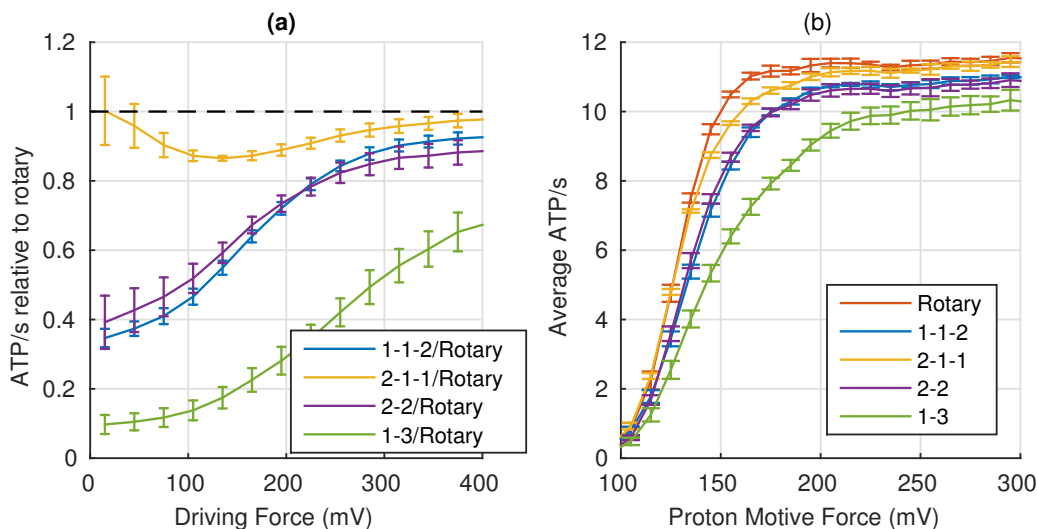 (a)
ATP/s relative to rotary
1.2
1
0.8
0.6
0.4
0.2
0
0
100
200
300
400
Driving Force (mV)
1-1-2/Rotary
2-1-1/Rotary
2-2/Rotary
1-3/Rotary
(b)
Average ATP/s
12
10
8
6
4
2
0
100
150
200
250
300
Proton Motive Force (mV)
Rotary
1-1-2
2-1-1
2-2
1-3